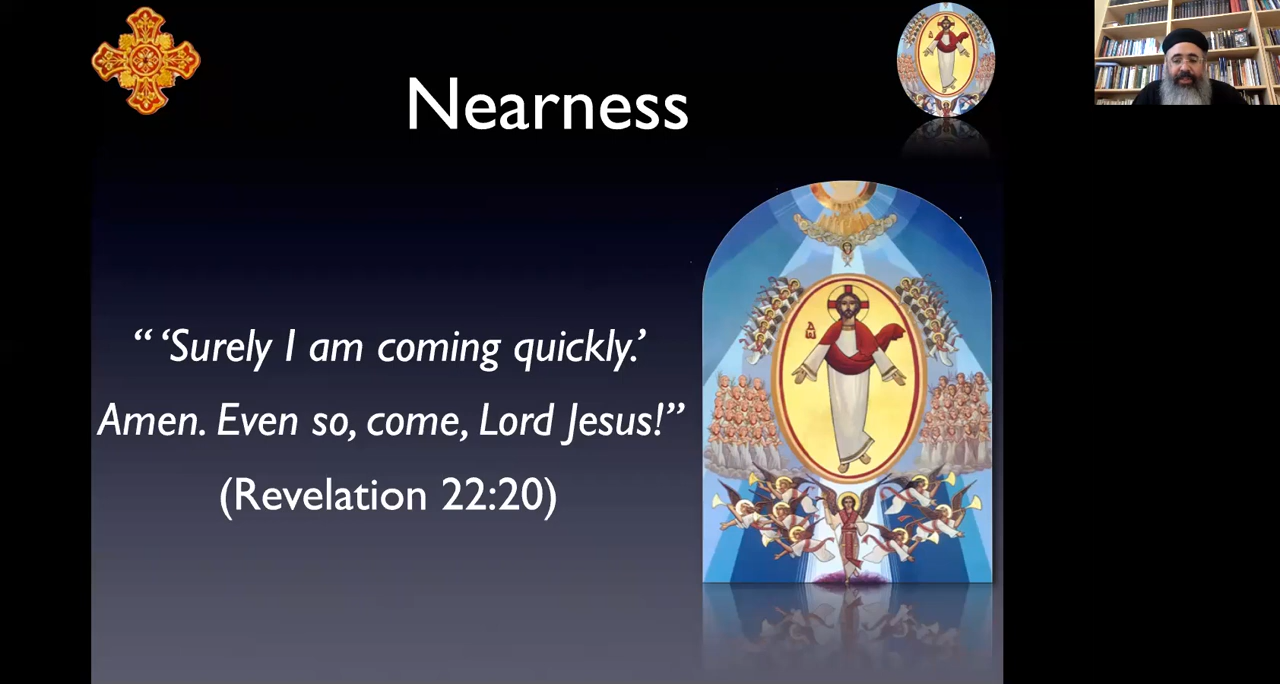 Nearness
“ ‘Surely I am coming quickly.’
Amen. Even so, come, Lord Jesus!”
(Revelation 22:20)